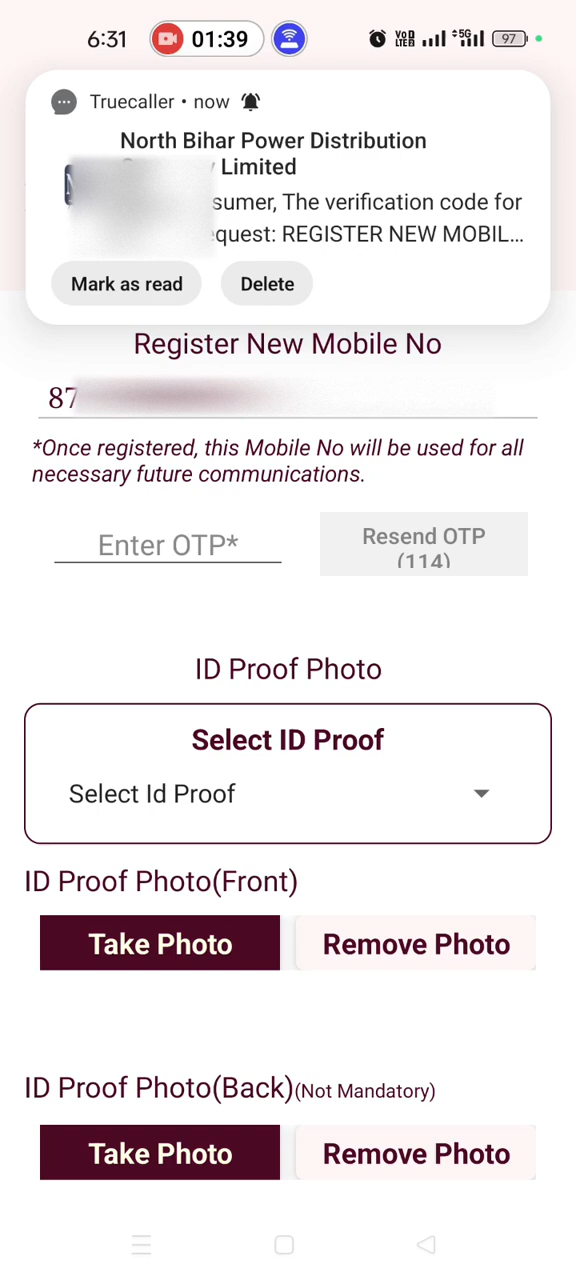 6:31 01:39 VoD LTE2 5G 97
Truecaller • now
North Bihar Power Distribution
Limited
sumer, The verification code for
quest: REGISTER NEW MOBIL...
Mark as read Delete
Register New Mobile No
87
*Once registered, this Mobile No will be used for all
necessary future communications.
Enter OTP* Resend OTP
(114)
ID Proof Photo
Select ID Proof
Select Id Proof
ID Proof Photo(Front)
Take Photo Remove Photo
ID Proof Photo(Back)(Not Mandatory)
Take Photo Remove Photo